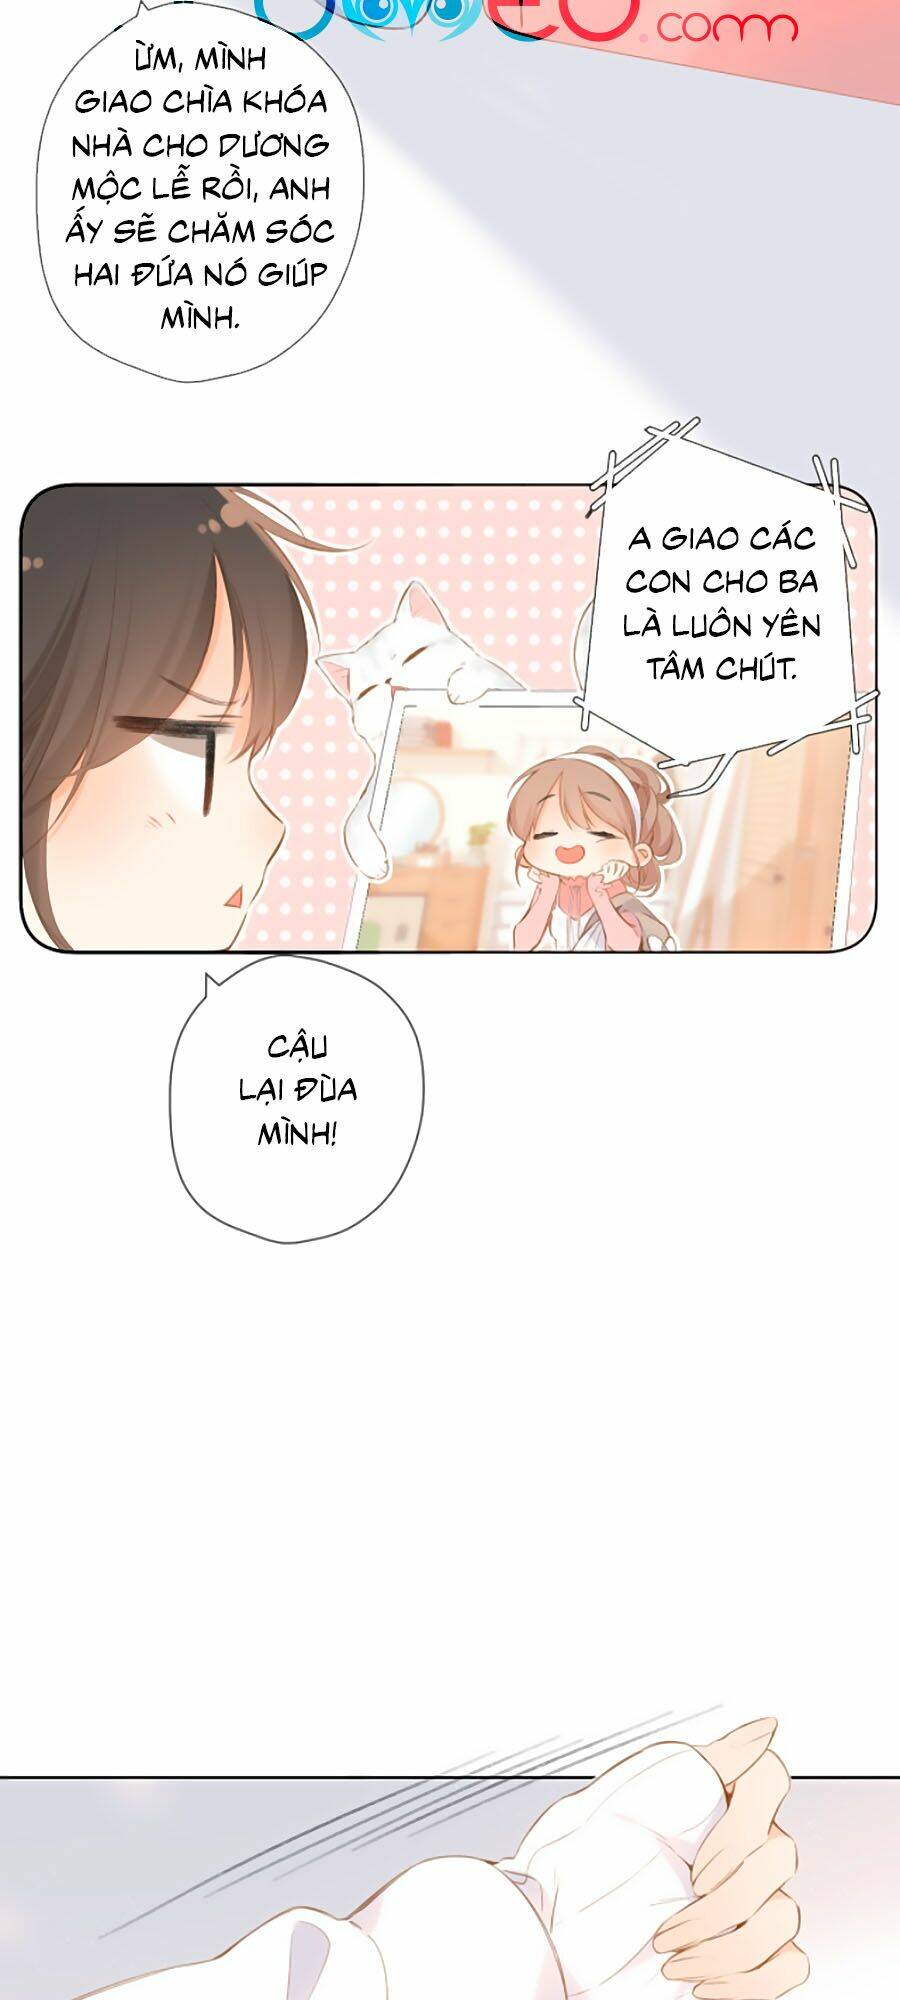 .comm
ỪM, MÌNH
GIAO CHÌA KHÓA
NHÀ CHO DƯƠNG
MỘC LỄ RỒI, ANH
ẤY SẼ CHĂM SÓC
HAI ĐỨA NÓ GIÚP
MÌNH.
A GIAO CÁC
CON CHO BA
LÀ LUÔN YÊN
TÂM CHÚT.
CẬU
LẠI ĐÙA
MÌNH!